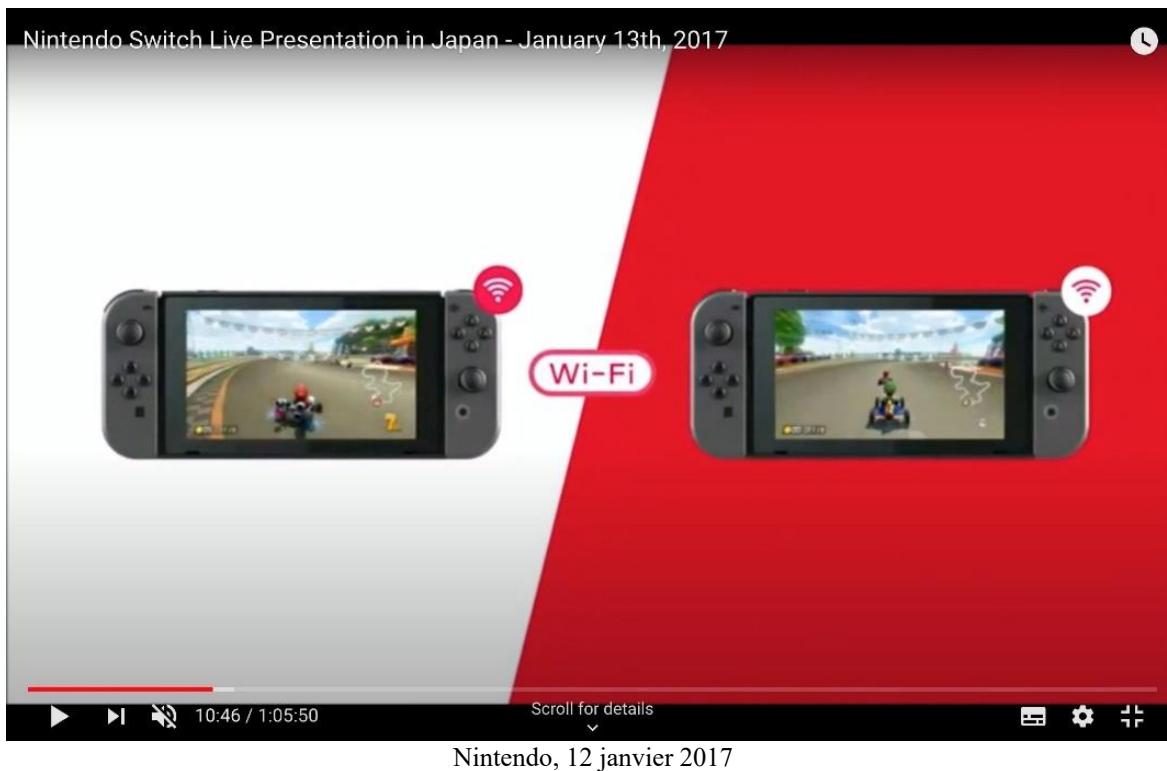 Nintendo Switch Live Presentation in Japan - January 13th, 2017
Wi-Fi
10:46 / 1:05:50
Scroll for details
Nintendo, 12 janvier 2017